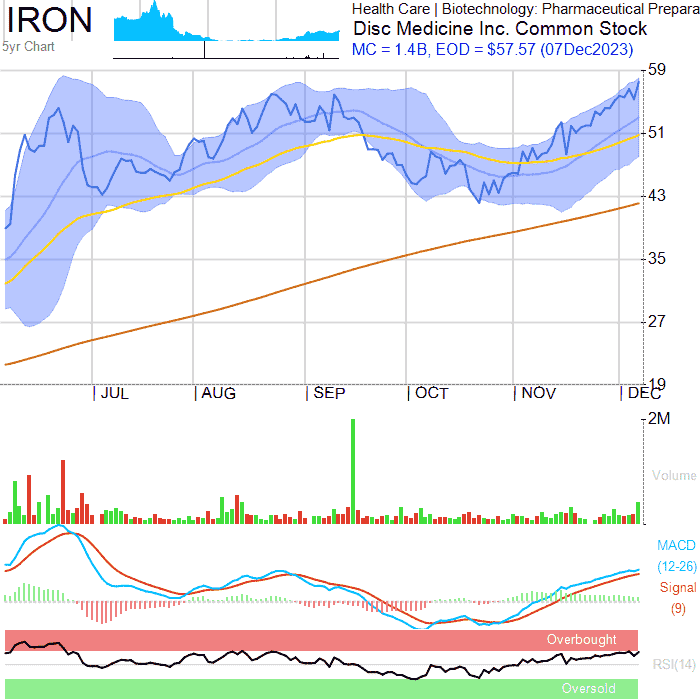 IRON
5yr Chart
Health Care | Biotechnology: Pharmaceutical Prepara
Disc Medicine Inc. Common Stock
MC = 1.4B, EOD = $57.57 (07Dec2023)
59
51
43
35
27
19
JUL AUG SEP OCT NOV DEC
2M
Volume
MACD
(12-26)
Signal
(9)
Overbought
RSI(14)
Oversold